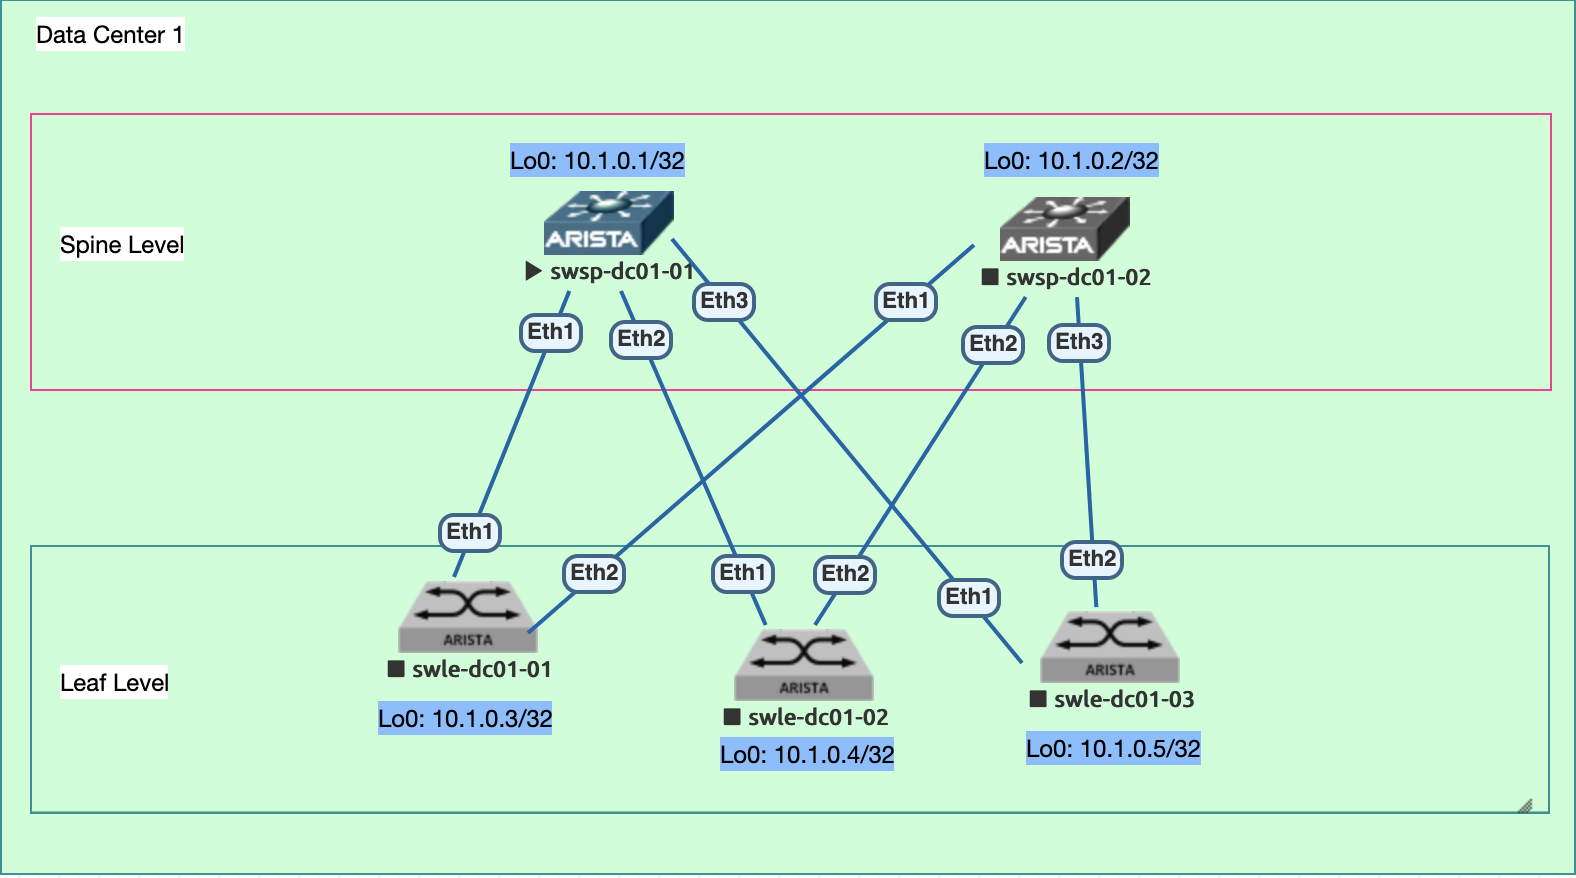 Data Center 1
Lo0: 10.1.0.1/32
Lo0: 10.1.0.2/32
ARISTA
ARISTA
Spine Level
swsp-dc01-01
swsp-dc01-02
Eth3
Eth1
Eth1
Eth2
Eth2
Eth3
Eth1
Eth2
Eth1
Eth2
Eth1
Eth2
ARISTA
swle-dc01-01
ARISTA
swle-dc01-02
ARISTA
swle-dc01-03
Leaf Level
Lo0: 10.1.0.3/32
Lo0: 10.1.0.4/32
Lo0: 10.1.0.5/32